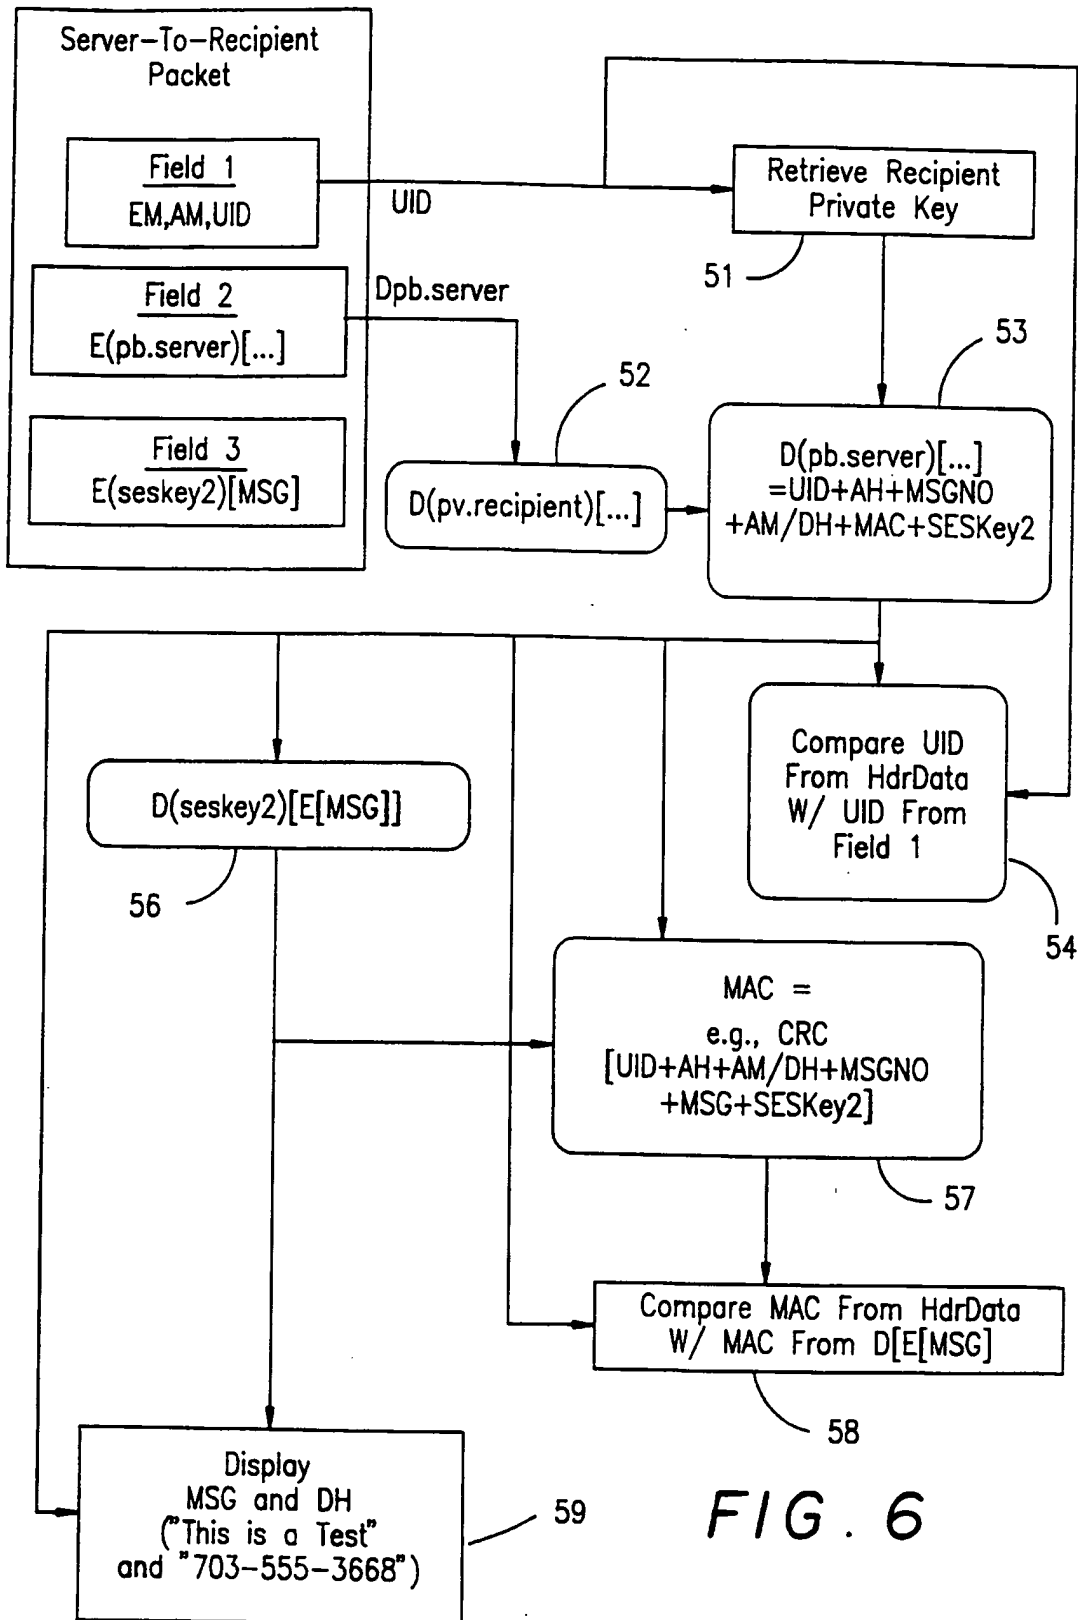 Server-To-Recipient
Packet
Field 1
EM,AM,UID
UID
Retrieve Recipient
Private Key
51
Field 2
E(pb.server)[...]
Dpb.server
Field 3
E(seskey2)[MSG]
52
D(pv.recipient)[...]
53
D(pb.server)[...]
=UID+AH+MSGNO
+AM/DH+MAC+SESKey2
Compare UID
From HdrData
W/ UID From
Field 1
54
D(seskey2)[E[MSG]]
56
MAC =
e.g., CRC
[UID+AH+AM/DH+MSGNO
+MSG+SESKey2]
57
Compare MAC From HdrData
W/ MAC From D[E[MSG]
58
Display
MSG and DH
("This is a Test"
and "703-555-3668")
59
FIG. 6